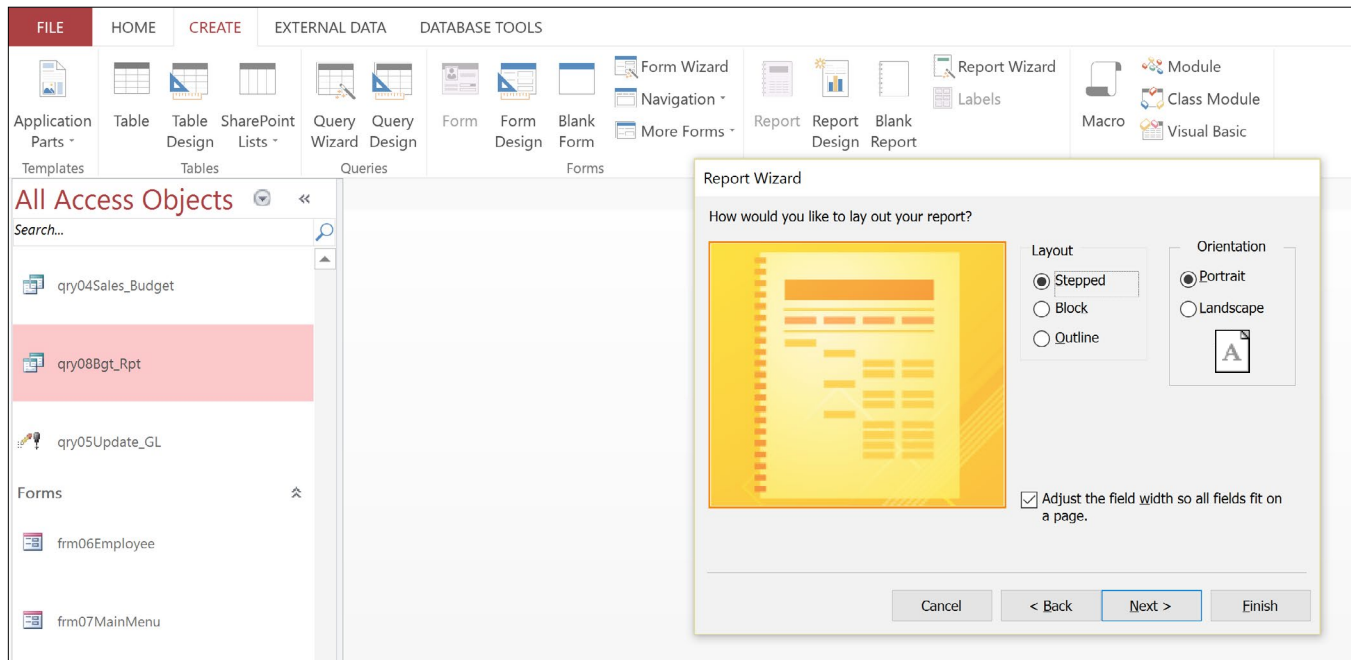 FILE HOME CREATE EXTERNAL DATA DATABASE TOOLS
Application Parts
Table
Table Design
SharePoint Lists
Query Wizard
Query Design
Form
Form Design
Blank Form
Form Wizard
Navigation
More Forms
Report
Report Design
Blank Report
Report Wizard
Labels
Macro
Module
Class Module
Visual Basic
Templates Tables Queries Forms
All Access Objects
Search...
qry04Sales_Budget
qry08Bgt_Rpt
qry05Update_GL
Forms
frm06Employee
frm07MainMenu
Report Wizard
How would you like to lay out your report?
Layout
Stepped
Block
Outline
Orientation
Portrait
Landscape
A
Adjust the field width so all fields fit on
a page.
Cancel < Back Next > Finish